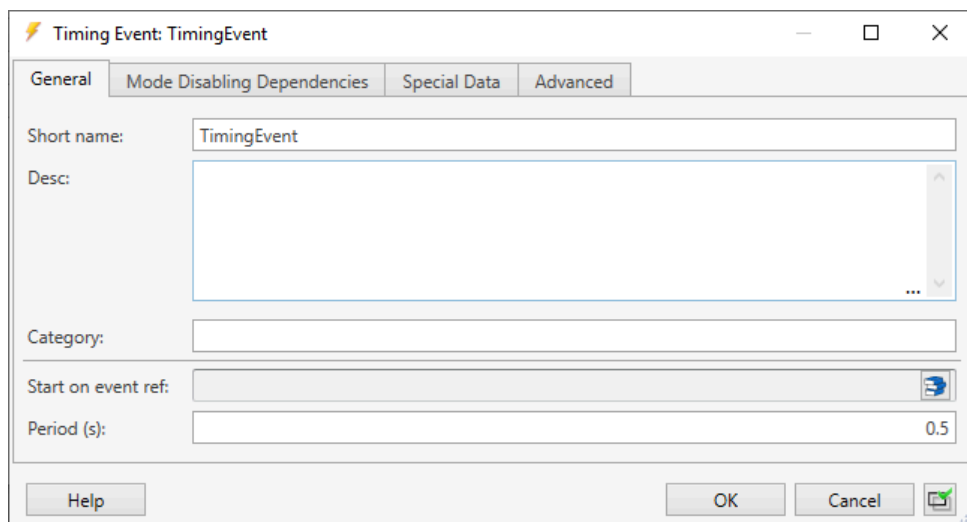 Timing Event: TimingEvent
General Mode Disabling Dependencies Special Data Advanced
Short name: TimingEvent
Desc:
...
Category:
Start on event ref:
Period (s): 0.5
Help OK Cancel